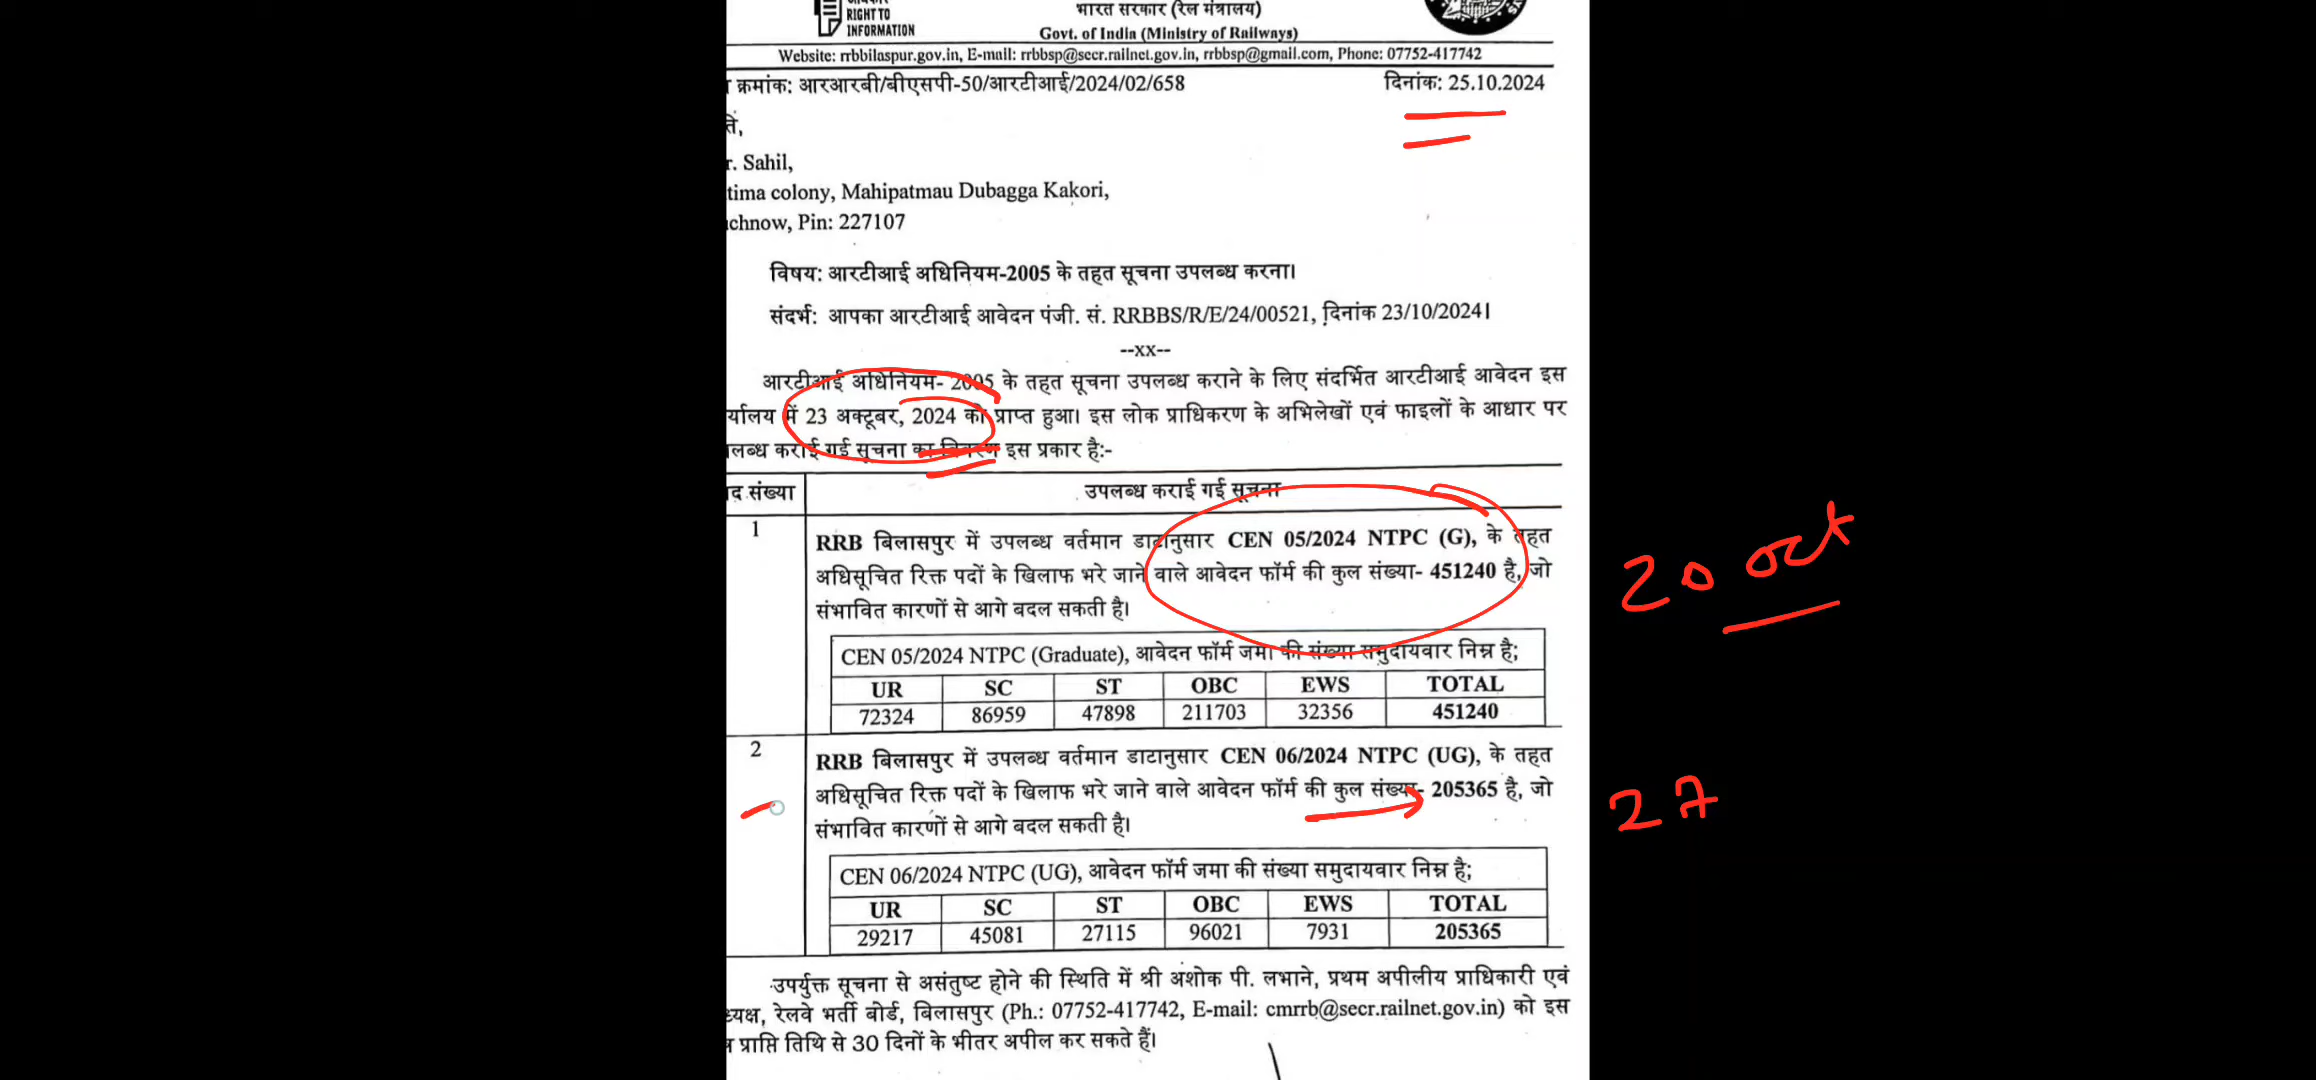 RIGHT TO
INFORMATION
भारत सरकार (रेल मंत्रालय)
Govt. of India (Ministry of Railways)
Website: rrbbilaspur.gov.in, E-mail: rrbbsp@secr.railnet.gov.in, rrbbsp@gmail.com, Phone: 07752-417742
क्रमांक: आरआरबी/बीएसपी-50/आरटीआई/2024/02/658 दिनांक: 25.10.2024
ति,
r. Sahil,
tima colony, Mahipatmau Dubagga Kakori,
chnow, Pin: 227107
विषय: आरटीआई अधिनियम-2005 के तहत सूचना उपलब्ध करना।
संदर्भ: आपका आरटीआई आवेदन पंजी. सं. RRBBS/R/E/24/00521, दिनांक 23/10/2024।
--xx--
आरटीआई अधिनियम- 2005 के तहत सूचना उपलब्ध कराने के लिए संदर्भित आरटीआई आवेदन इस
र्यालय में 23 अक्टूबर, 2024 को प्राप्त हुआ। इस लोक प्राधिकरण के अभिलेखों एवं फाइलों के आधार पर
लब्ध कराई गई सूचना का विवरण इस प्रकार है:-
द संख्या उपलब्ध कराई गई सूचना
1 RRB बिलासपुर में उपलब्ध वर्तमान डाटानुसार CEN 05/2024 NTPC (G), के तहत
अधिसूचित रिक्त पदों के खिलाफ भरे जाने वाले आवेदन फॉर्म की कुल संख्या- 451240 है, जो
संभावित कारणों से आगे बदल सकती है।
20 oct
CEN 05/2024 NTPC (Graduate), आवेदन फॉर्म जमा की संख्या समुदायवार निम्न है;
UR SC ST OBC EWS TOTAL
72324 86959 47898 211703 32356 451240
2 RRB बिलासपुर में उपलब्ध वर्तमान डाटानुसार CEN 06/2024 NTPC (UG), के तहत
अधिसूचित रिक्त पदों के खिलाफ भरे जाने वाले आवेदन फॉर्म की कुल संख्या- 205365 है, जो
संभावित कारणों से आगे बदल सकती है।
27
CEN 06/2024 NTPC (UG), आवेदन फॉर्म जमा की संख्या समुदायवार निम्न है;
UR SC ST OBC EWS TOTAL
29217 45081 27115 96021 7931 205365
उपर्युक्त सूचना से असंतुष्ट होने की स्थिति में श्री अशोक पी. लभाने, प्रथम अपीलीय प्राधिकारी एवं
ध्यक्ष, रेलवे भर्ती बोर्ड, बिलासपुर (Ph.: 07752-417742, E-mail: cmrrb@secr.railnet.gov.in) को इस
प्राप्ति तिथि से 30 दिनों के भीतर अपील कर सकते हैं।